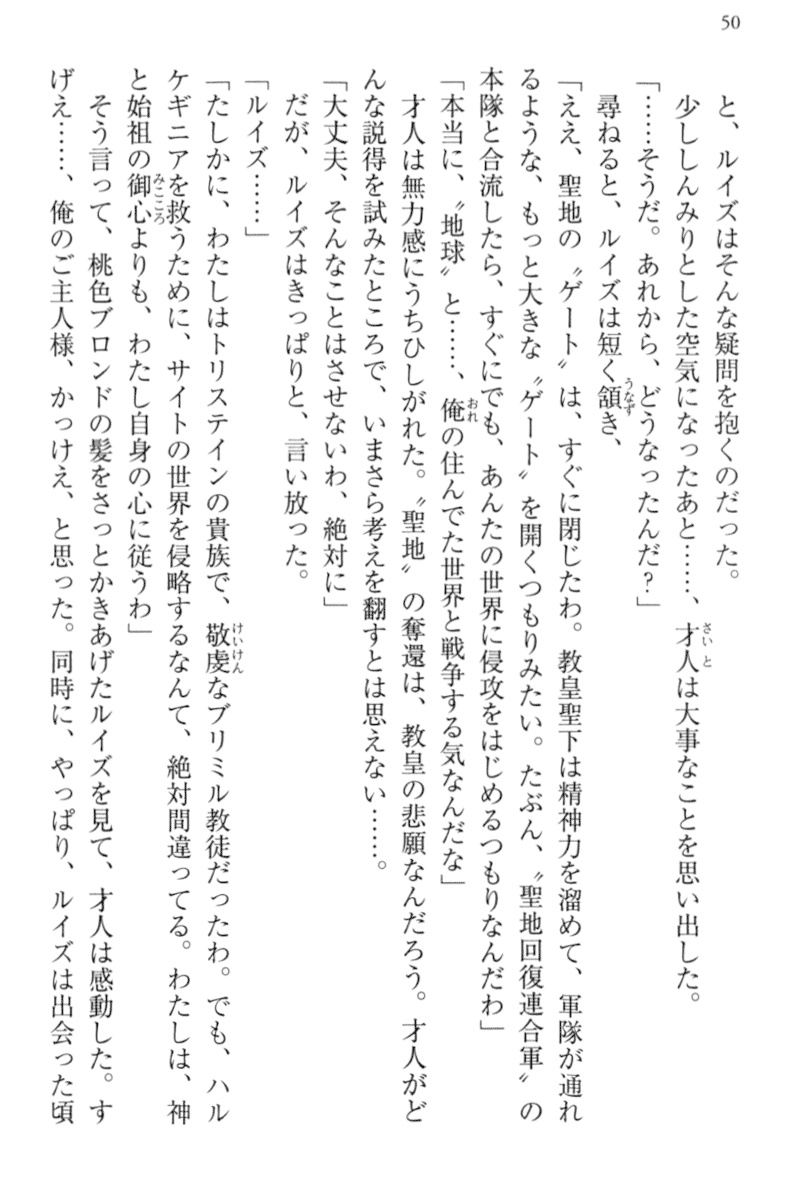 50
と、ルイズはそんな疑問を抱くのだった。
少ししんみりとした空気になったあと……、才人は大事なことを思い出した。
「……そうだ。あれから、どうなったんだ？」
尋ねると、ルイズは短く頷き、
「ええ、聖地の〝ゲート〟は、すぐに閉じたわ。教皇聖下は精神力を溜めて、軍隊が通れ
るような、もっと大きな〝ゲート〟を開くつもりみたい。たぶん、〝聖地回復連合軍〟の
本隊と合流したら、すぐにでも、あんたの世界に侵攻をはじめるつもりなんだわ」
「本当に、〝地球〟と……、俺の住んでた世界と戦争する気なんだな」
才人は無力感にうちひしがれた。〝聖地〟の奪還は、教皇の悲願なんだろう。才人がど
んな説得を試みたところで、いまさら考えを翻すとは思えない……。
「大丈夫、そんなことはさせないわ、絶対に」
だが、ルイズはきっぱりと、言い放った。
「ルイズ……」
「たしかに、わたしはトリステインの貴族で、敬虔なブリミル教徒だったわ。でも、ハル
ケギニアを救うために、サイトの世界を侵略するなんて、絶対間違ってる。わたしは、神
と始祖の御心よりも、わたし自身の心に従うわ」
そう言って、桃色ブロンドの髪をさっとかきあげたルイズを見て、才人は感動した。す
げえ……、俺のご主人様、かっけえ、と思った。同時に、やっぱり、ルイズは出会った頃